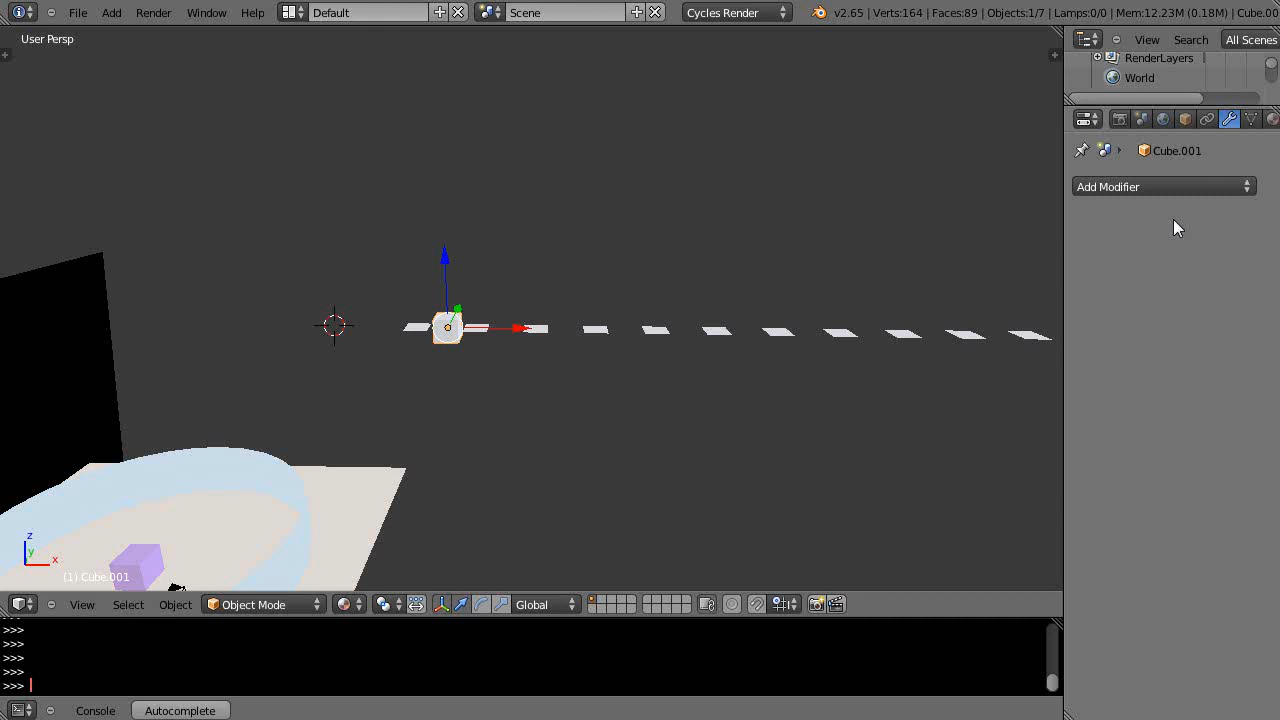 File Add Render Window Help Default Scene Cycles Render v2.65 | Verts:164 | Faces:89 | Objects:1/7 | Lamps:0/0 | Mem:12.23M (0.18M) | Cube.00
User Persp
View Search All Scenes
RenderLayers
World
Cube.001
Add Modifier
z
y
x
(1) Cube.001
View Select Object Object Mode Global
>>>
>>>
>>>
>>>
>>>
Console Autocomplete